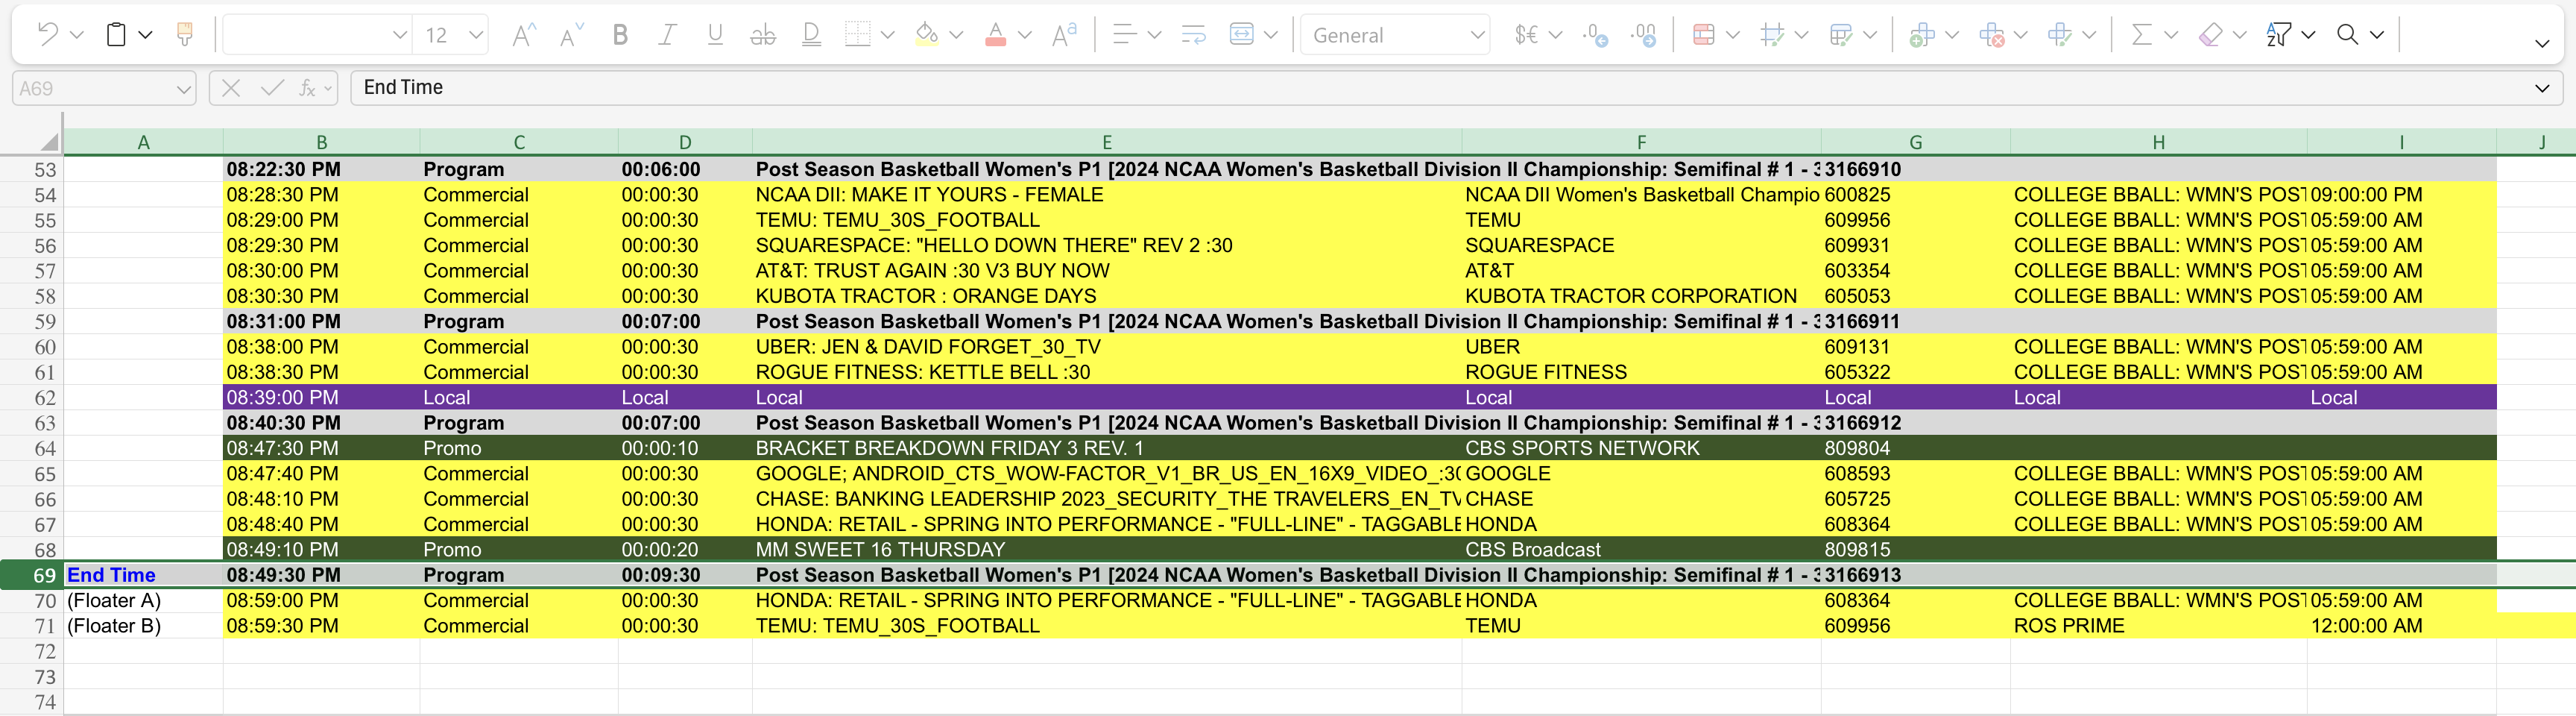 12 General
A69 End Time
A B C D E F G H I J
53 08:22:30 PM Program 00:06:00 Post Season Basketball Women's P1 [2024 NCAA Women's Basketball Division II Championship: Semifinal # 1 - 3 3166910
54 08:28:30 PM Commercial 00:00:30 NCAA DII: MAKE IT YOURS - FEMALE NCAA DII Women's Basketball Champio 600825 COLLEGE BBALL: WMN'S POST 09:00:00 PM
55 08:29:00 PM Commercial 00:00:30 TEMU: TEMU_30S_FOOTBALL TEMU 609956 COLLEGE BBALL: WMN'S POST 05:59:00 AM
56 08:29:30 PM Commercial 00:00:30 SQUARESPACE: "HELLO DOWN THERE" REV 2 :30 SQUARESPACE 609931 COLLEGE BBALL: WMN'S POST 05:59:00 AM
57 08:30:00 PM Commercial 00:00:30 AT&T: TRUST AGAIN :30 V3 BUY NOW AT&T 603354 COLLEGE BBALL: WMN'S POST 05:59:00 AM
58 08:30:30 PM Commercial 00:00:30 KUBOTA TRACTOR : ORANGE DAYS KUBOTA TRACTOR CORPORATION 605053 COLLEGE BBALL: WMN'S POST 05:59:00 AM
59 08:31:00 PM Program 00:07:00 Post Season Basketball Women's P1 [2024 NCAA Women's Basketball Division II Championship: Semifinal # 1 - 3 3166911
60 08:38:00 PM Commercial 00:00:30 UBER: JEN & DAVID FORGET_30_TV UBER 609131 COLLEGE BBALL: WMN'S POST 05:59:00 AM
61 08:38:30 PM Commercial 00:00:30 ROGUE FITNESS: KETTLE BELL :30 ROGUE FITNESS 605322 COLLEGE BBALL: WMN'S POST 05:59:00 AM
62 08:39:00 PM Local Local Local Local Local Local Local
63 08:40:30 PM Program 00:07:00 Post Season Basketball Women's P1 [2024 NCAA Women's Basketball Division II Championship: Semifinal # 1 - 3 3166912
64 08:47:30 PM Promo 00:00:10 BRACKET BREAKDOWN FRIDAY 3 REV. 1 CBS SPORTS NETWORK 809804
65 08:47:40 PM Commercial 00:00:30 GOOGLE; ANDROID_CTS_WOW-FACTOR_V1_BR_US_EN_16X9_VIDEO_:30 GOOGLE 608593 COLLEGE BBALL: WMN'S POST 05:59:00 AM
66 08:48:10 PM Commercial 00:00:30 CHASE: BANKING LEADERSHIP 2023_SECURITY_THE TRAVELERS_EN_TV CHASE 605725 COLLEGE BBALL: WMN'S POST 05:59:00 AM
67 08:48:40 PM Commercial 00:00:30 HONDA: RETAIL - SPRING INTO PERFORMANCE - "FULL-LINE" - TAGGABLE HONDA 608364 COLLEGE BBALL: WMN'S POST 05:59:00 AM
68 08:49:10 PM Promo 00:00:20 MM SWEET 16 THURSDAY CBS Broadcast 809815
69 End Time 08:49:30 PM Program 00:09:30 Post Season Basketball Women's P1 [2024 NCAA Women's Basketball Division II Championship: Semifinal # 1 - 3 3166913
70 (Floater A) 08:59:00 PM Commercial 00:00:30 HONDA: RETAIL - SPRING INTO PERFORMANCE - "FULL-LINE" - TAGGABLE HONDA 608364 COLLEGE BBALL: WMN'S POST 05:59:00 AM
71 (Floater B) 08:59:30 PM Commercial 00:00:30 TEMU: TEMU_30S_FOOTBALL TEMU 609956 ROS PRIME 12:00:00 AM
72
73
74